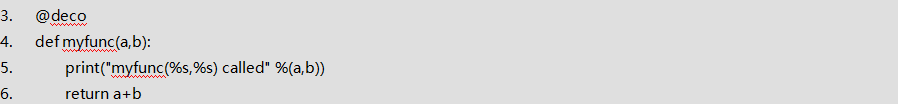 3. @deco
4. def myfunc(a,b):
5. print("myfunc(%s,%s) called" %(a,b))
6. return a+b